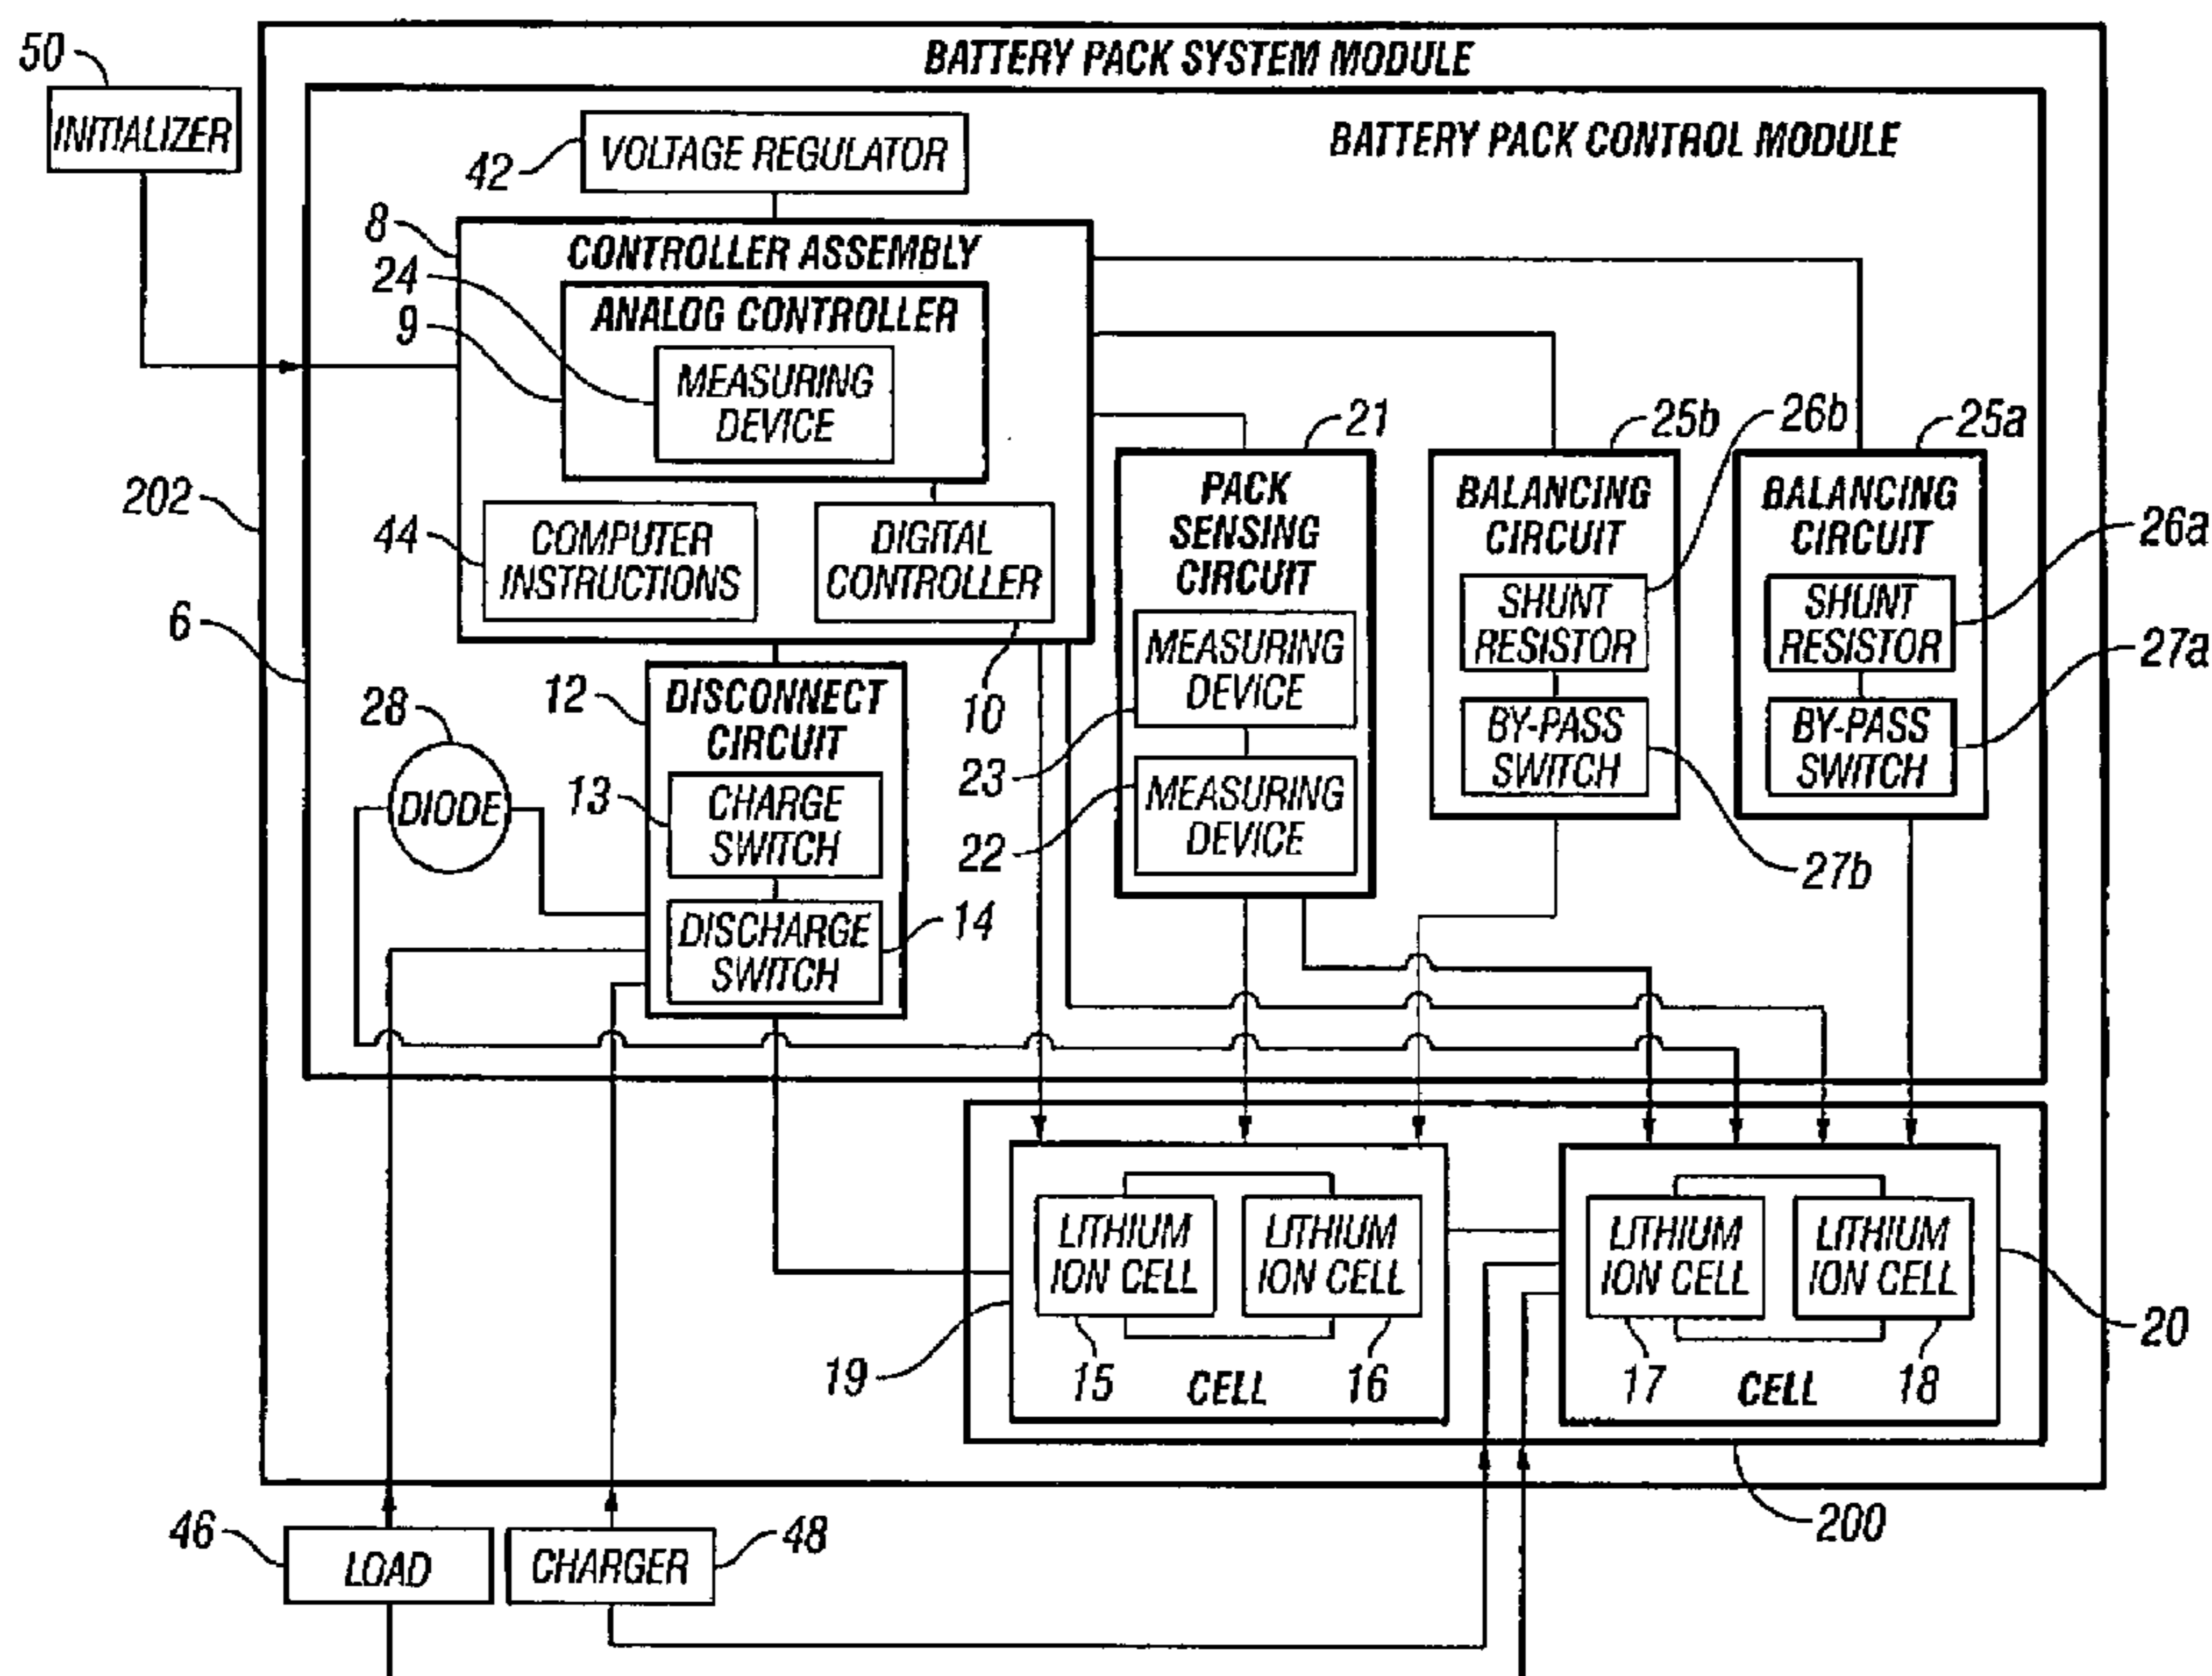 50
BATTERY PACK SYSTEM MODULE
INITIALIZER
BATTERY PACK CONTROL MODULE
VOLTAGE REGULATOR
42
8
CONTROLLER ASSEMBLY
24
9
ANALOG CONTROLLER
MEASURING
DEVICE
202
44
COMPUTER
INSTRUCTIONS
DIGITAL
CONTROLLER
10
6
21
PACK
SENSING
CIRCUIT
MEASURING
DEVICE
23
MEASURING
DEVICE
22
25b
26b
BALANCING
CIRCUIT
SHUNT
RESISTOR
BY-PASS
SWITCH
27b
25a
BALANCING
CIRCUIT
26a
SHUNT
RESISTOR
27a
BY-PASS
SWITCH
12
DISCONNECT
CIRCUIT
28
DIODE
13
CHARGE
SWITCH
14
DISCHARGE
SWITCH
LITHIUM
ION CELL
LITHIUM
ION CELL
19
15
CELL
16
LITHIUM
ION CELL
LITHIUM
ION CELL
20
17
CELL
18
200
46
LOAD
CHARGER
48